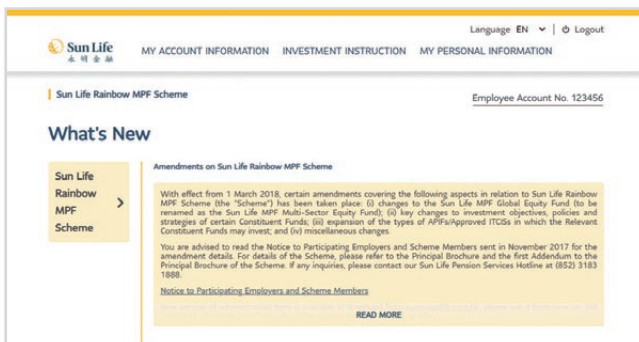 Language EN | Logout
Sun Life
永明金融
MY ACCOUNT INFORMATION INVESTMENT INSTRUCTION MY PERSONAL INFORMATION
Sun Life Rainbow MPF Scheme
Employee Account No. 123456
What's New
Sun Life
Rainbow
MPF
Scheme
Amendments on Sun Life Rainbow MPF Scheme
With effect from 1 March 2018, certain amendments covering the following aspects in relation to Sun Life Rainbow
MPF Scheme (the "Scheme") has been taken place: (i) changes to the Sun Life MPF Global Equity Fund (to be
renamed as the Sun Life MPF Multi-Sector Equity Fund); (ii) key changes to investment objectives, policies and
strategies of certain Constituent Funds; (iii) expansion of the types of APIFs/Approved ITCISs in which the Relevant
Constituent Funds may invest; and (iv) miscellaneous changes.
You are advised to read the Notice to Participating Employers and Scheme Members sent in November 2017 for the
amendment details. For details of the Scheme, please refer to the Principal Brochure and the first Addendum to the
Principal Brochure of the Scheme. If any inquiries, please contact our Sun Life Pension Services Hotline at (852) 3183
1888.
Notice to Participating Employers and Scheme Members
READ MORE